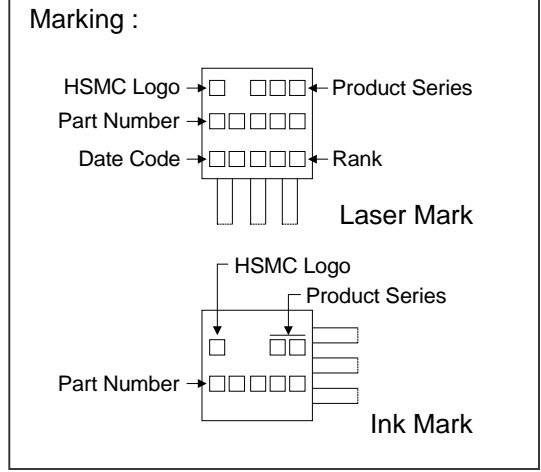 Marking :
HSMC Logo
Product Series
Part Number
Date Code
Rank
Laser Mark
HSMC Logo
Product Series
Part Number
Ink Mark